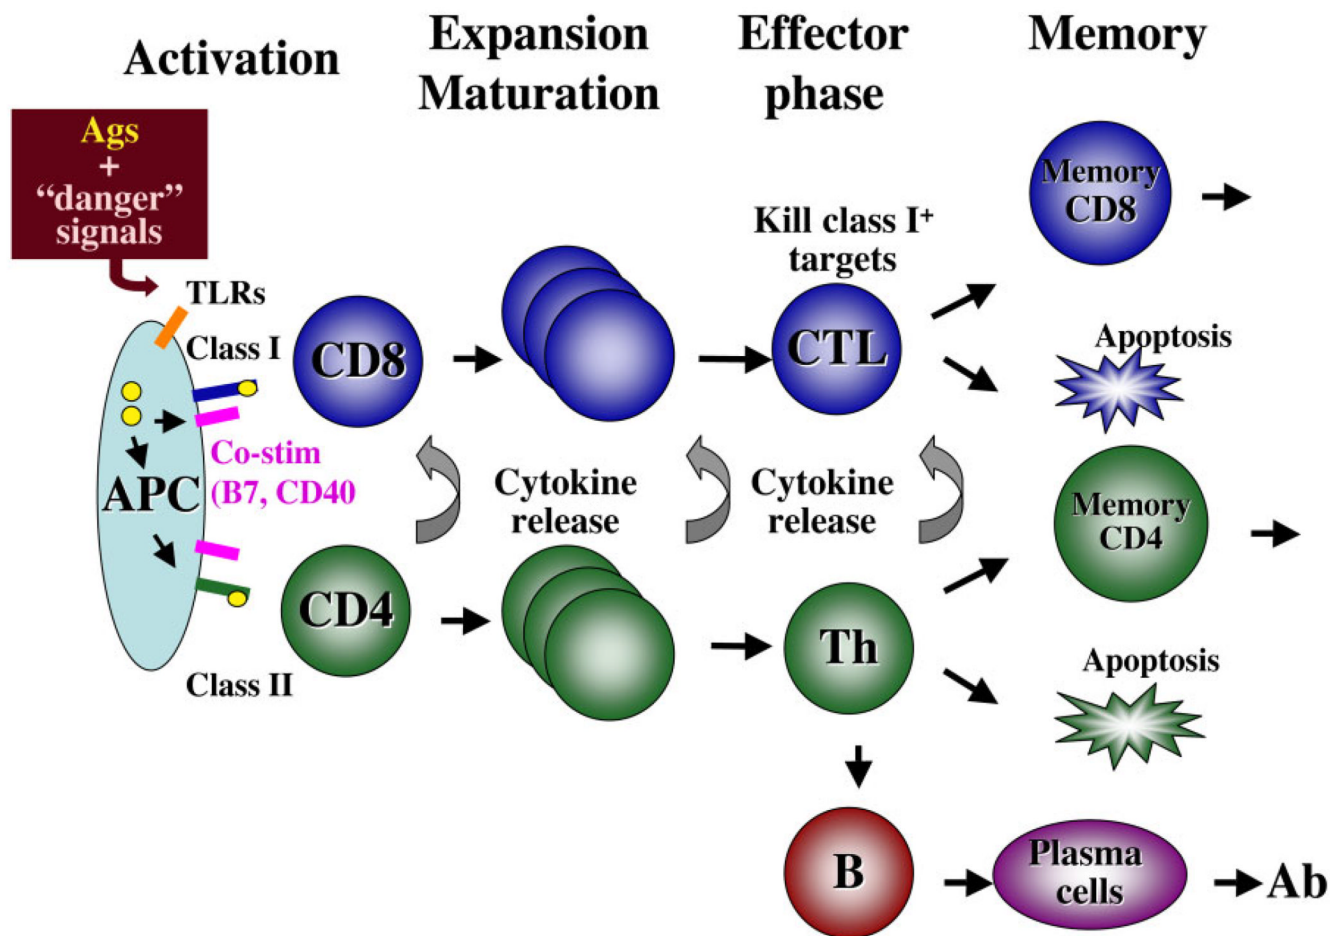 Activation
Expansion
Maturation
Effector
phase
Memory
Ags
+
“danger”
signals
TLRs
Class I
CD8
Kill class I⁺
targets
CTL
Memory
CD8
Apoptosis
Co-stim
(B7, CD40
APC
Cytokine
release
Cytokine
release
Memory
CD4
Class II
CD4
Th
Apoptosis
B
Plasma
cells
Ab